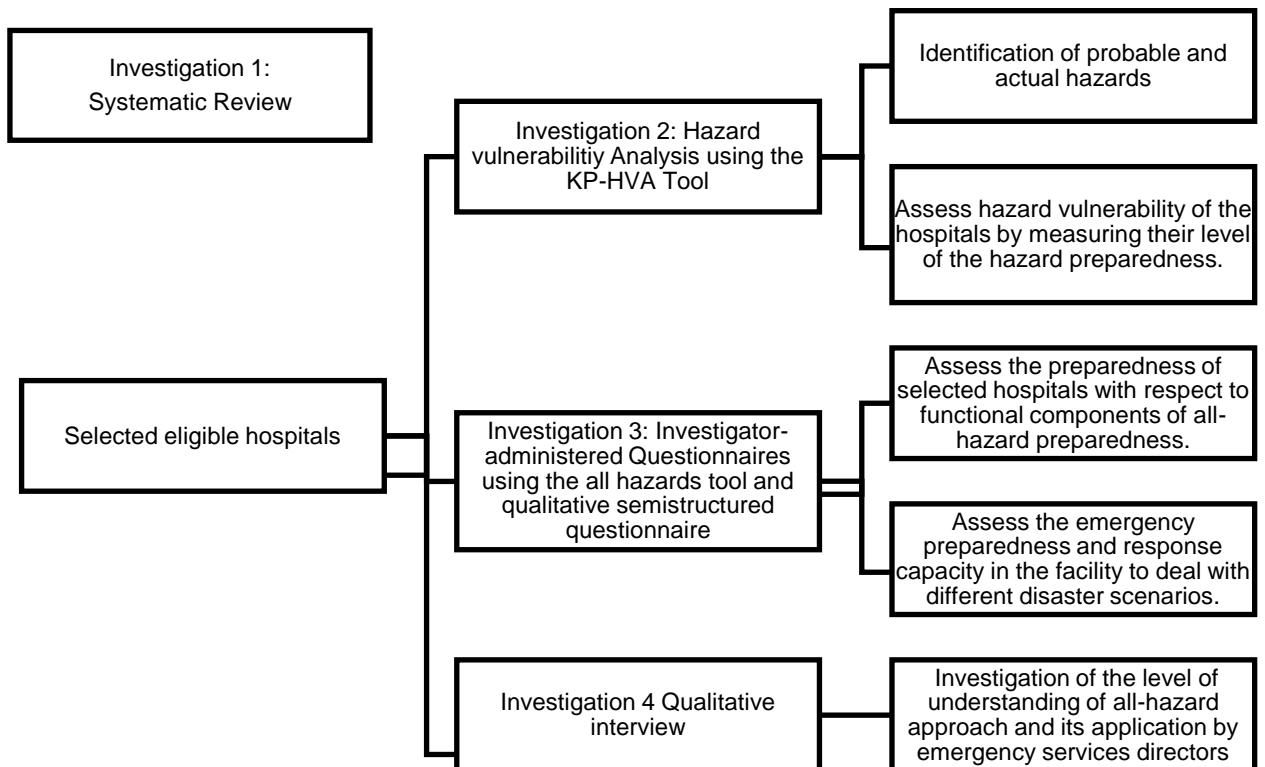 Investigation 1:
Systematic Review
Selected eligible hospitals
Investigation 2: Hazard
vulnerabilitiy Analysis using the
KP-HVA Tool
Identification of probable and
actual hazards
Assess hazard vulnerability of the
hospitals by measuring their level
of the hazard preparedness.
Investigation 3: Investigator-
administered Questionnaires
using the all hazards tool and
qualitative semistructured
questionnaire
Assess the preparedness of
selected hospitals with respect to
functional components of all-
hazard preparedness.
Assess the emergency
preparedness and response
capacity in the facility to deal with
different disaster scenarios.
Investigation 4 Qualitative
interview
Investigation of the level of
understanding of all-hazard
approach and its application by
emergency services directors